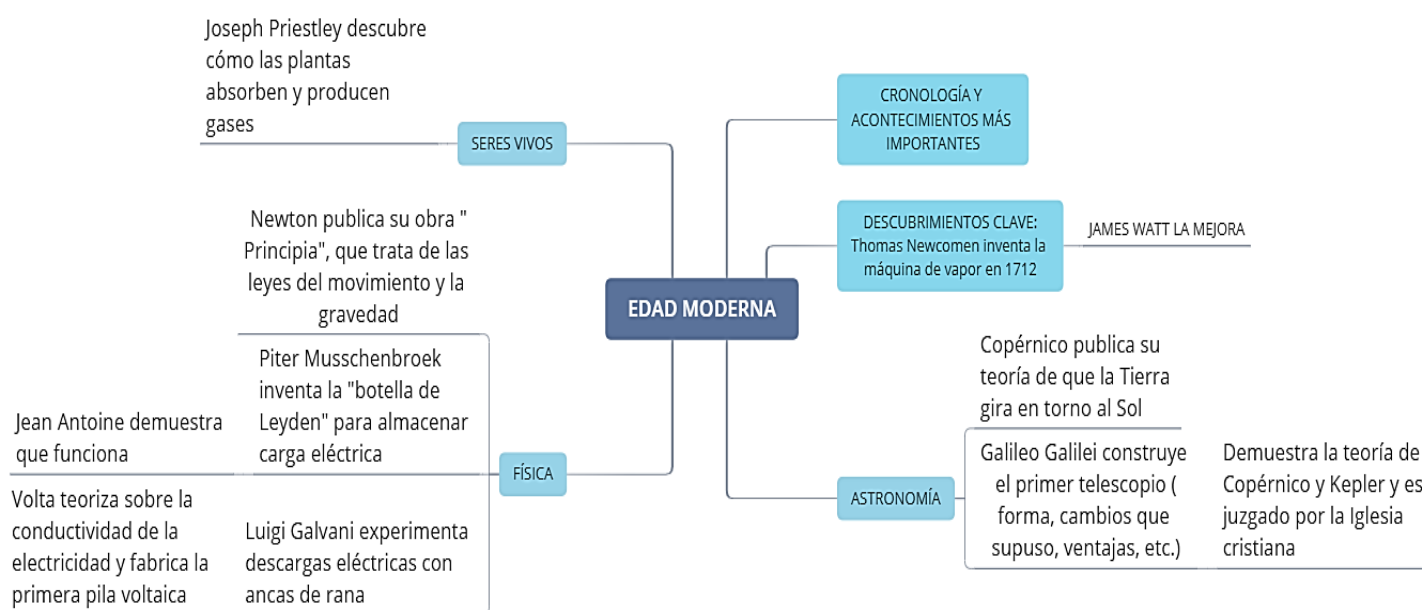 Joseph Priestley descubre
cómo las plantas
absorben y producen
gases
SERES VIVOS
Newton publica su obra "
Principia", que trata de las
leyes del movimiento y la
gravedad
Piter Musschenbroek
inventa la "botella de
Leyden" para almacenar
carga eléctrica
Jean Antoine demuestra
que funciona
FÍSICA
Luigi Galvani experimenta
descargas eléctricas con
ancas de rana
Volta teoriza sobre la
conductividad de la
electricidad y fabrica la
primera pila voltaica
EDAD MODERNA
CRONOLOGÍA Y
ACONTECIMIENTOS MÁS
IMPORTANTES
DESCUBRIMIENTOS CLAVE:
Thomas Newcomen inventa la
máquina de vapor en 1712
JAMES WATT LA MEJORA
ASTRONOMÍA
Copérnico publica su
teoría de que la Tierra
gira en torno al Sol
Galileo Galilei construye
el primer telescopio (
forma, cambios que
supuso, ventajas, etc.)
Demuestra la teoría de
Copérnico y Kepler y es
juzgado por la Iglesia
cristiana